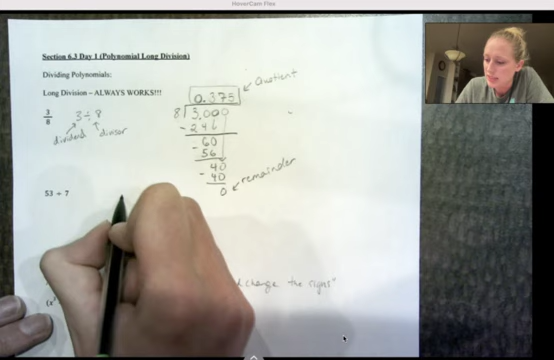 HoverCam Flex
Section 6.3 Day 1 (Polynomial Long Division)
Dividing Polynomials:
Long Division – ALWAYS WORKS!!!
3/8 3 ÷ 8
dividend divisor
0.375 Quotient
8 3.000
- 24
60
- 56
40
- 40
0 remainder
53 ÷ 7
change the signs"